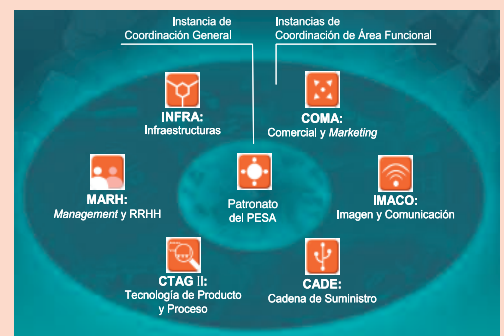 Instancia de
Coordinación General
Instancias de
Coordinación de Área Funcional
INFRA:
Infraestructuras
COMA:
Comercial y Marketing
MARH:
Management y RRHH
Patronato
del PESA
IMACO:
Imagen y Comunicación
CTAG II:
Tecnología de Producto
y Proceso
CADE:
Cadena de Suministro